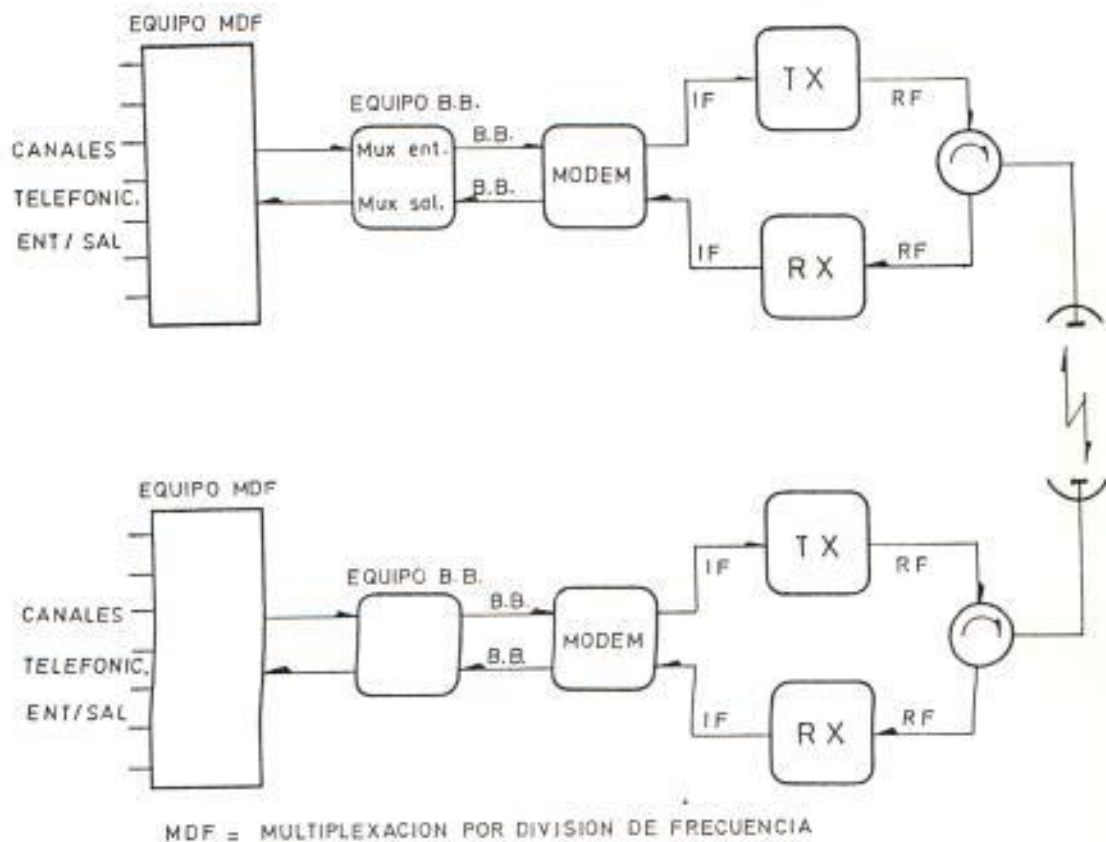 EQUIPO MDF
TX
IF
RF
EQUIPO B.B.
CANALES
Mux ent.
B.B.
MODEM
TELEFONIC.
Mux sal.
B.B.
ENT/ SAL
IF
RX
RF
EQUIPO MDF
TX
IF
RF
EQUIPO B.B.
B.B.
CANALES
MODEM
TELEFONIC.
B.B.
ENT/SAL
IF
RX
RF
MDF = MULTIPLEXACION POR DIVISION DE FRECUENCIA